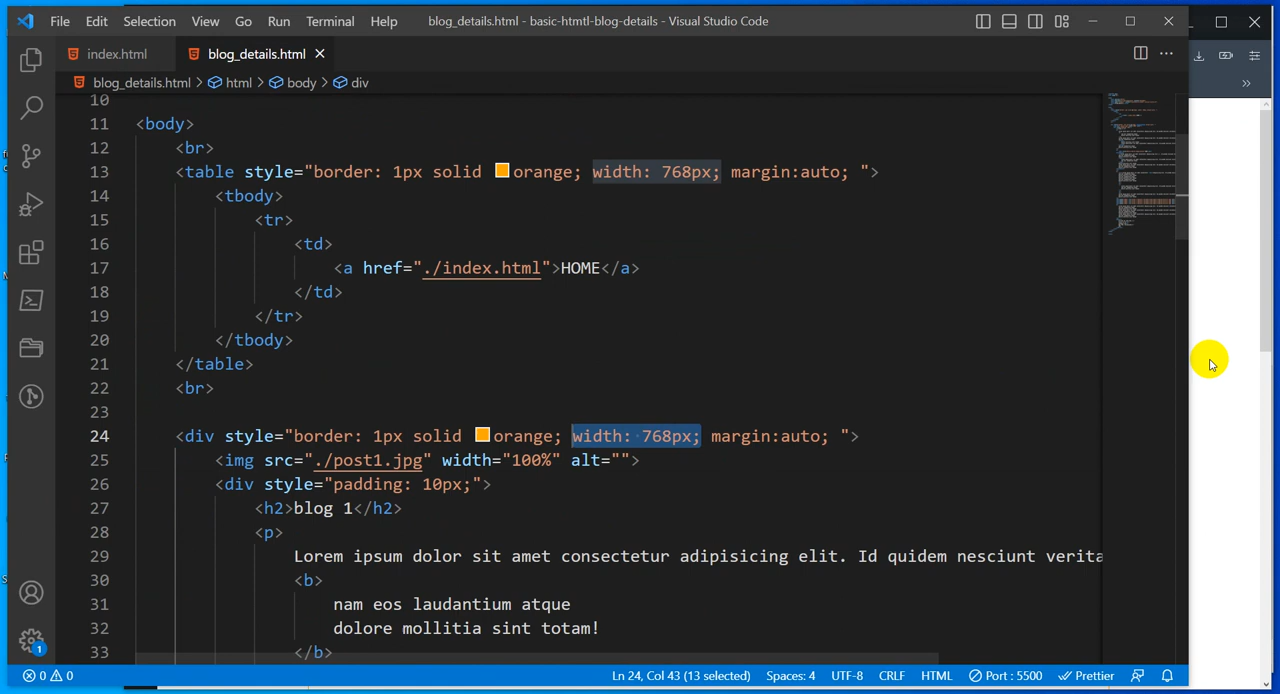 File Edit Selection View Go Run Terminal Help blog_details.html - basic-htmtl-blog-details - Visual Studio Code
index.html blog_details.html
blog_details.html > html > body > div
10
11 <body>
12 <br>
13 <table style="border: 1px solid orange; width: 768px; margin:auto; ">
14 <tbody>
15 <tr>
16 <td>
17 <a href="./index.html">HOME</a>
18 </td>
19 </tr>
20 </tbody>
21 </table>
22 <br>
23
24 <div style="border: 1px solid orange; width: 768px; margin:auto; ">
25 <img src="./post1.jpg" width="100%" alt="">
26 <div style="padding: 10px;">
27 <h2>blog 1</h2>
28 <p>
29 Lorem ipsum dolor sit amet consectetur adipisicing elit. Id quidem nesciunt verita
30 <b>
31 nam eos laudantium atque
32 dolore mollitia sint totam!
33 </b>
1
0 0 Ln 24, Col 43 (13 selected) Spaces: 4 UTF-8 CRLF HTML Port : 5500 Prettier